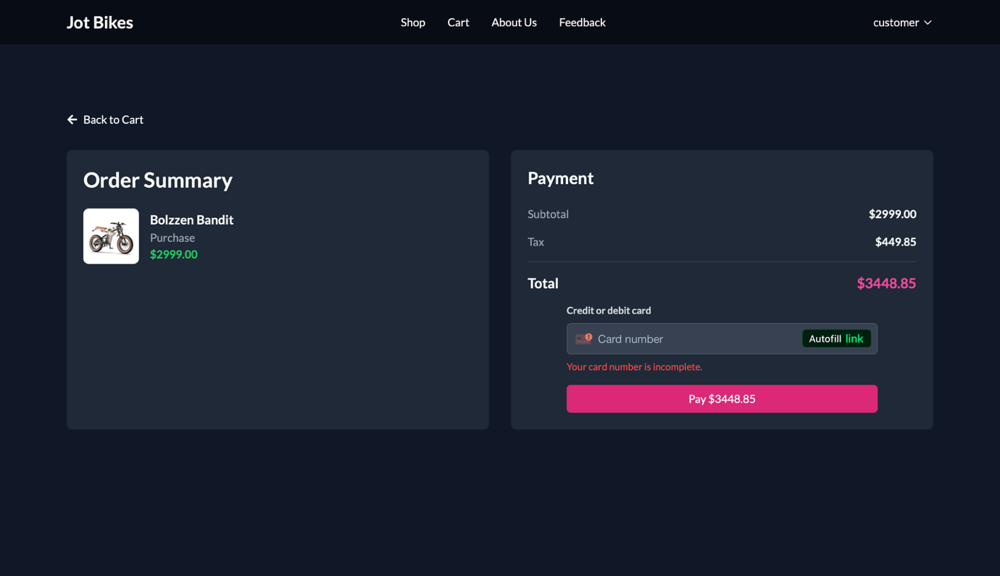 Jot Bikes
Shop
Cart
About Us
Feedback
customer
Back to Cart
Order Summary
Bolzzen Bandit
Purchase
$2999.00
Payment
Subtotal
$2999.00
Tax
$449.85
Total
$3448.85
Credit or debit card
Card number
Autofill link
Your card number is incomplete.
Pay $3448.85